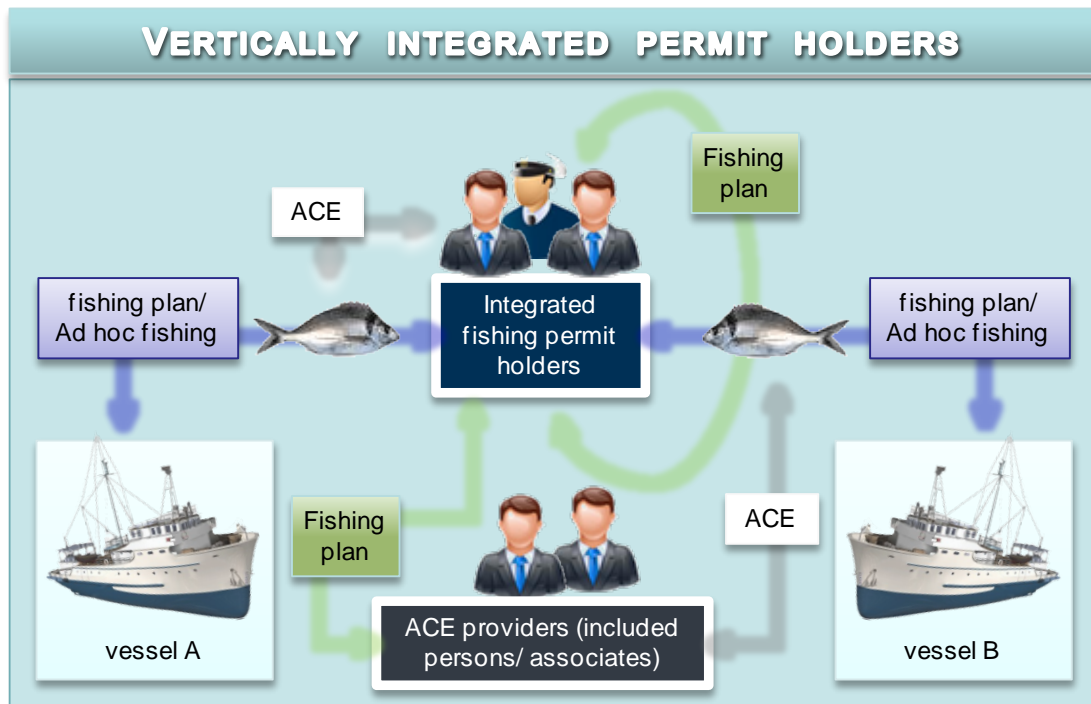 VERTICALLY INTEGRATED PERMIT HOLDERS
Fishing
plan
ACE
fishing plan/
Ad hoc fishing
Integrated
fishing permit
holders
fishing plan/
Ad hoc fishing
Fishing
plan
ACE
vessel A
ACE providers (included
persons/ associates)
vessel B